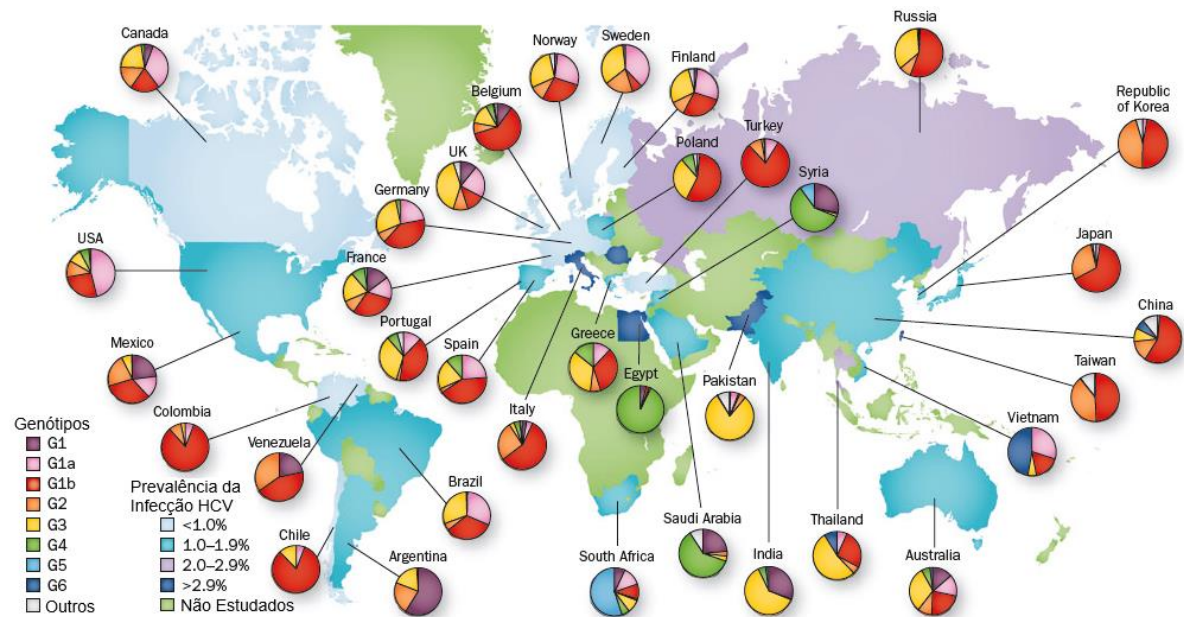 Canada
Norway
Sweden
Finland
Russia
Belgium
Republic
of Korea
UK
Poland
Turkey
Syria
Germany
USA
France
Japan
Portugal
Spain
Greece
China
Mexico
Egypt
Pakistan
Taiwan
Colombia
Italy
Vietnam
Venezuela
Genótipos
G1
G1a
G1b
G2
G3
G4
G5
G6
Outros
Prevalência da
Infecção HCV
<1.0%
1.0–1.9%
2.0–2.9%
>2.9%
Não Estudados
Brazil
Chile
Argentina
South Africa
Saudi Arabia
India
Thailand
Australia